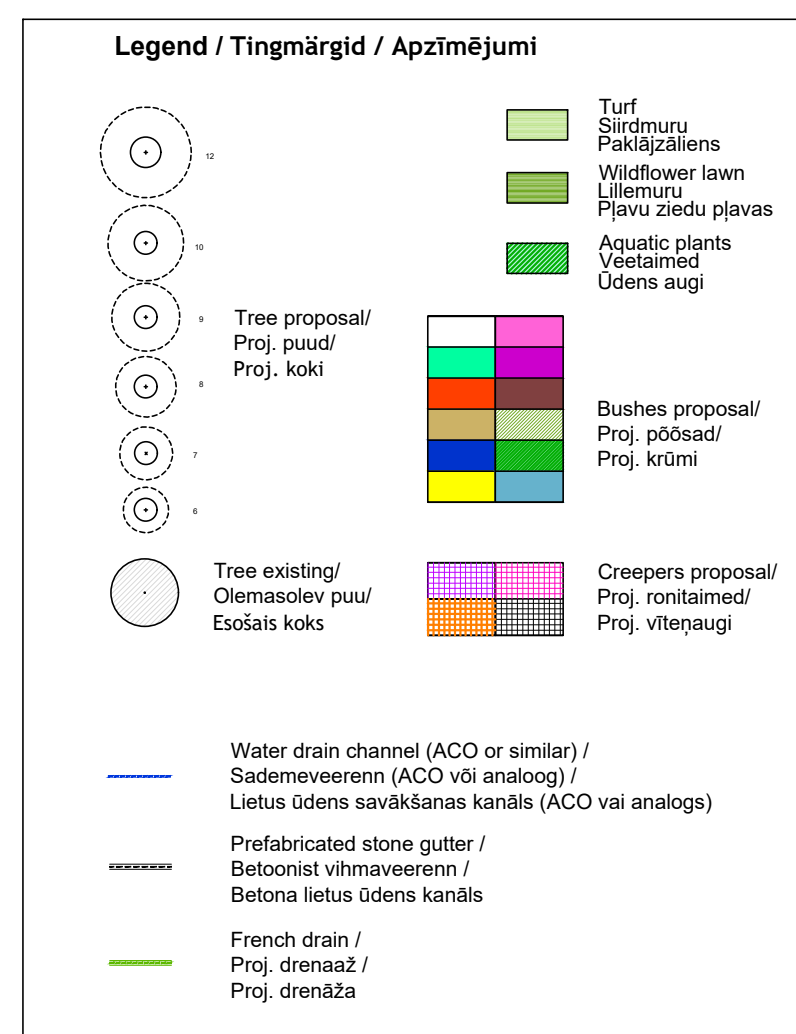 Legend / Tingmärgid / Apzīmējumi
12
10
9
8
7
6
Tree proposal/
Proj. puud/
Proj. koki
Tree existing/
Olemasolev puu/
Esošais koks
Turf
Siirdmuru
Paklājzāliens
Wildflower lawn
Lillemuru
Pļavu ziedu pļavas
Aquatic plants
Veetaimed
Ūdens augi
Bushes proposal/
Proj. põõsad/
Proj. krūmi
Creepers proposal/
Proj. ronitaimed/
Proj. vīteņaugi
Water drain channel (ACO or similar) /
Sademeveerenn (ACO või analoog) /
Lietus ūdens savākšanas kanāls (ACO vai analogs)
Prefabricated stone gutter /
Betoonist vihmaveerenn /
Betona lietus ūdens kanāls
French drain /
Proj. drenaaž /
Proj. drenāža